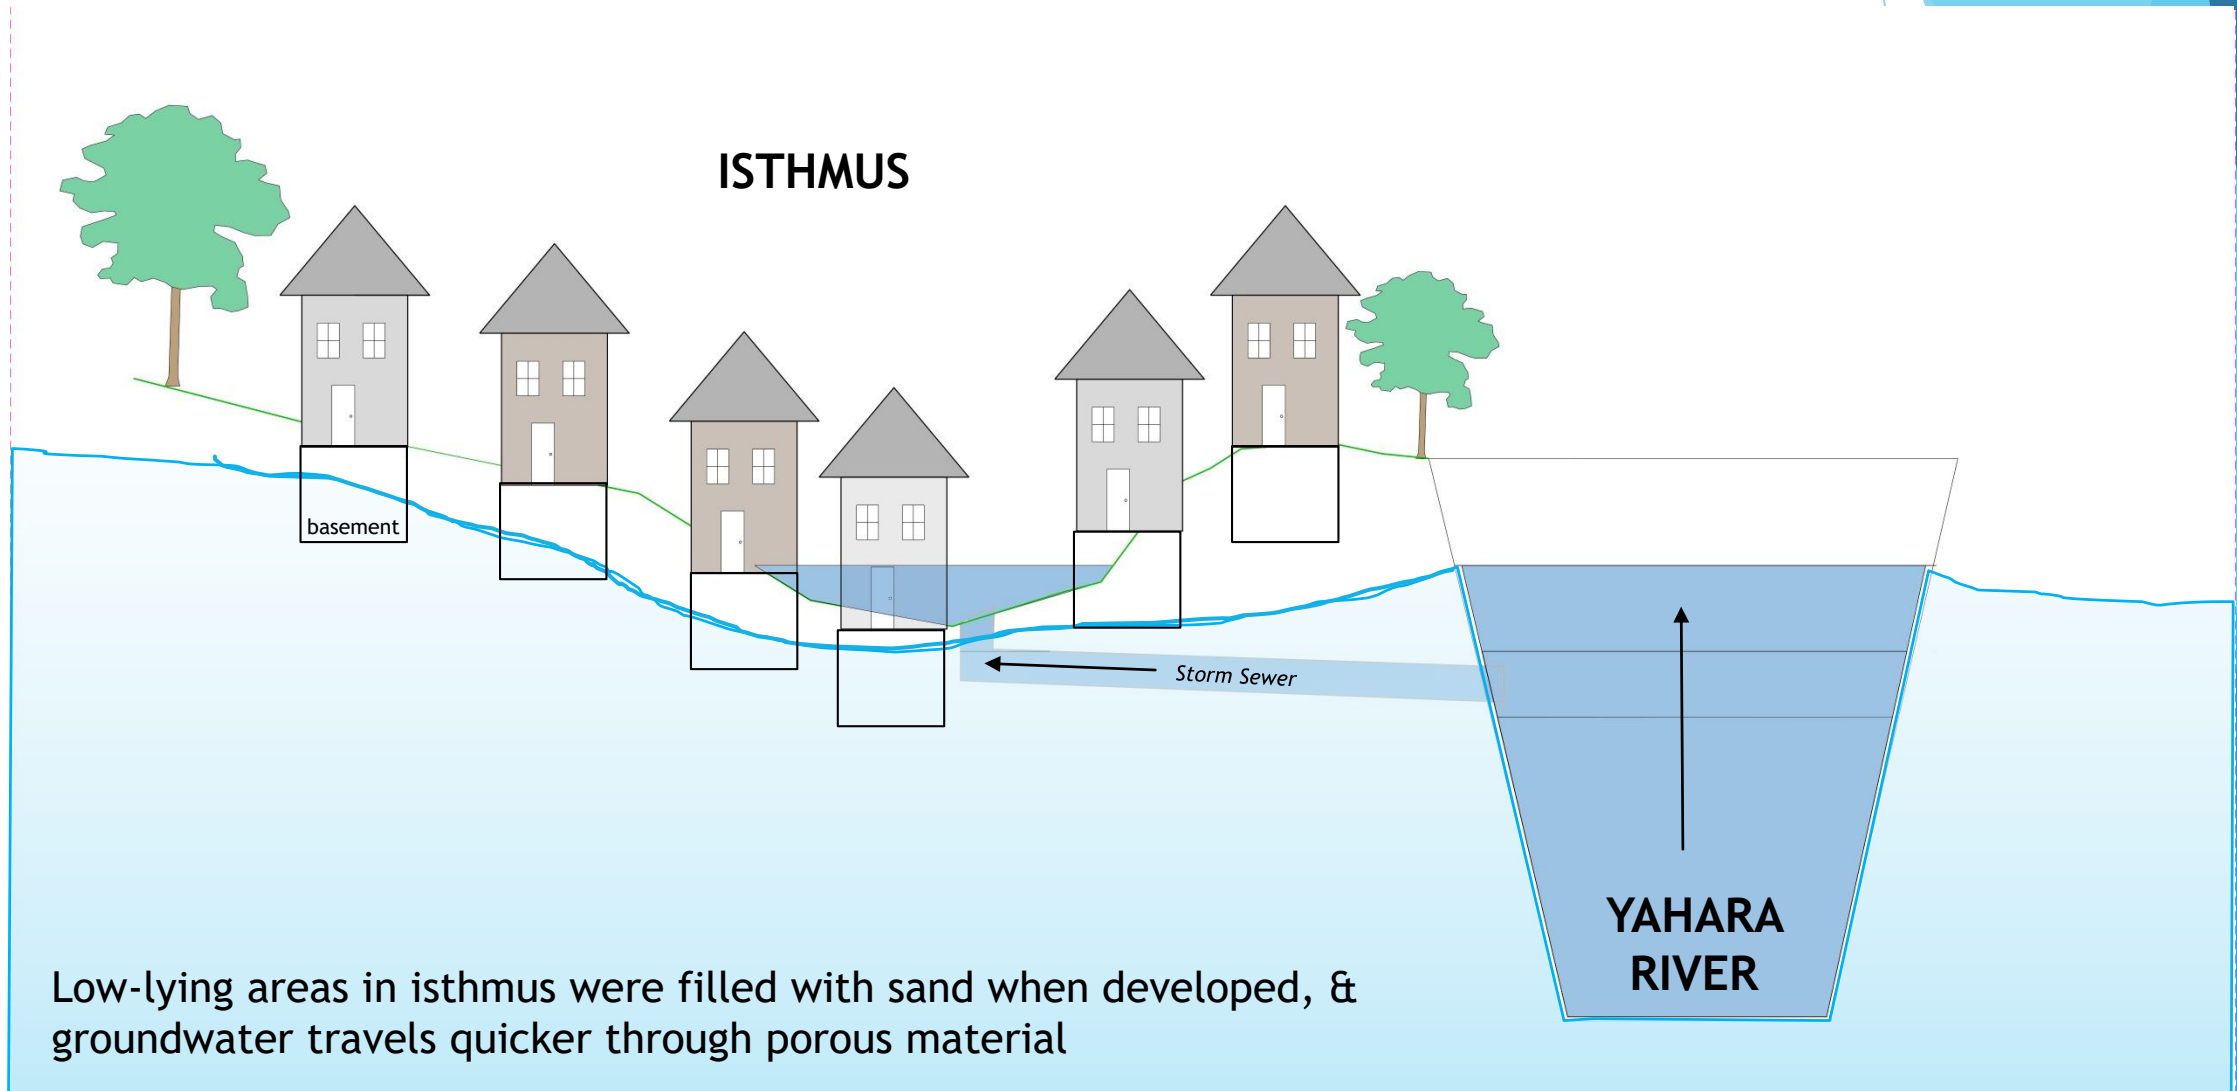 ISTHMUS
basement
Storm Sewer
YAHARA
RIVER
Low-lying areas in isthmus were filled with sand when developed, &
groundwater travels quicker through porous material